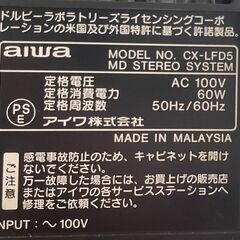 ドルビーラボラトリーズライセンシングコーポ
レーションの米国及び外国特許に基づく許諾製品。
aiwa
MODEL NO. CX-LFD5
MD STEREO SYSTEM
定格電圧 AC 100V
定格消費電力 60W
定格周波数 50Hz/60Hz
PSE
アイワ株式会社
MADE IN MALAYSIA
ご注意
感電事故防止のため、キャビネットを開け
ないでください。
万一故障した場合には、お買上げの販売店
またはアイワの各サービスステーションへ
ご依頼ください。
INPUT: ～100V